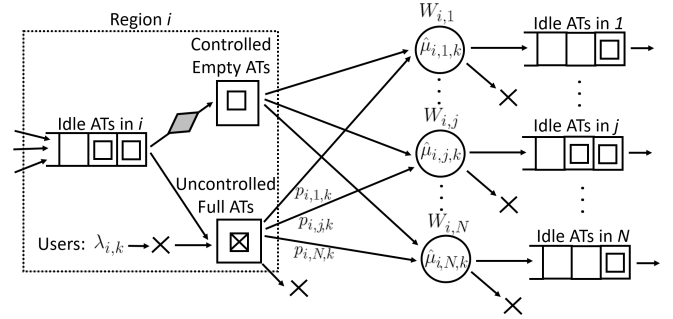 Region i
Controlled
Empty ATs
Idle ATs in i
Uncontrolled
Full ATs
Users: λ_{i,k}
p_{i,1,k}
p_{i,j,k}
p_{i,N,k}
W_{i,1}
μ̂_{i,1,k}
W_{i,j}
μ̂_{i,j,k}
W_{i,N}
μ̂_{i,N,k}
Idle ATs in 1
Idle ATs in j
Idle ATs in N